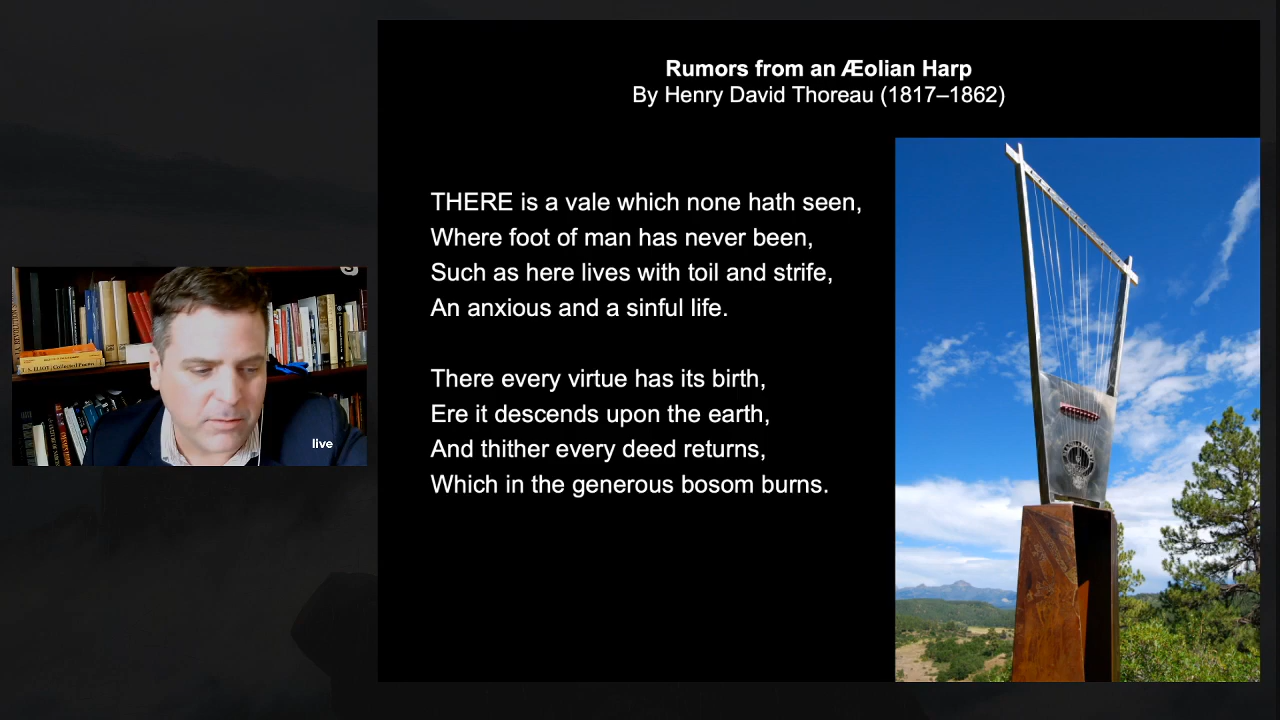 Rumors from an Æolian Harp
By Henry David Thoreau (1817–1862)
THERE is a vale which none hath seen,
Where foot of man has never been,
Such as here lives with toil and strife,
An anxious and a sinful life.
There every virtue has its birth,
Ere it descends upon the earth,
And thither every deed returns,
Which in the generous bosom burns.
T. S. ELIOT
live